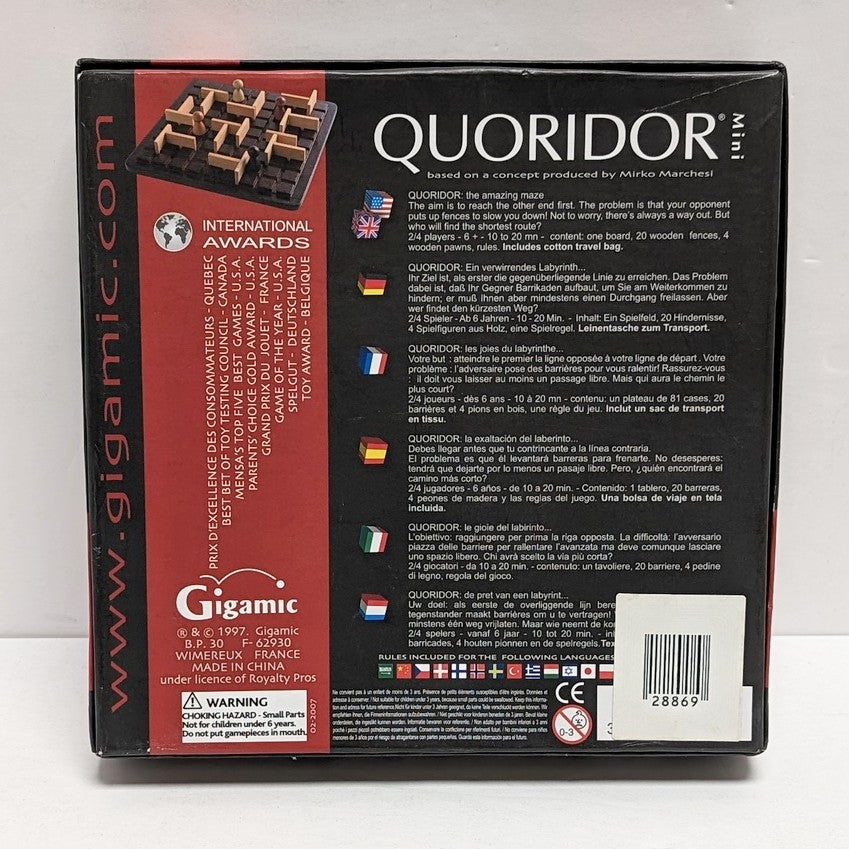 www.gigamic.com
QUORIDOR® Mini
based on a concept produced by Mirko Marchesi
INTERNATIONAL
AWARDS
PRIX D'EXCELLENCE DES CONSOMMATEURS - QUEBEC
BEST BET OF TOY TESTING COUNCIL - CANADA
MENSA'S TOP FIVE BEST GAMES - U.S.A.
PARENTS' CHOICE GOLD AWARD - U.S.A.
GRAND PRIX DU JOUET - FRANCE
GAME OF THE YEAR - U.S.A.
SPELGUT - DEUTSCHLAND
TOY AWARD - BELGIQUE
QUORIDOR: the amazing maze
The aim is to reach the other end first. The problem is that your opponent
puts up fences to slow you down! Not to worry, there's always a way out. But
who will find the shortest route?
2/4 players - 6 + - 10 to 20 mn - content: one board, 20 wooden fences, 4
wooden pawns, rules. Includes cotton travel bag.
QUORIDOR: Ein verwirrendes Labyrinth...
Ihr Ziel ist, als erster die gegenüberliegende Linie zu erreichen. Das Problem
dabei ist, daß Ihr Gegner Barrikaden aufbaut, um Sie am Weiterkommen zu
hindern; er muß Ihnen aber mindestens einen Durchgang freilassen. Aber
wer findet den kürzesten Weg?
2/4 Spieler - Ab 6 Jahren - 10 - 20 Min. - Inhalt: Ein Spielfeld, 20 Hindernisse,
4 Spielfiguren aus Holz, eine Spielregel. Leinentasche zum Transport.
QUORIDOR: les joies du labyrinthe...
Votre but : atteindre le premier la ligne opposée à votre ligne de départ. Votre
problème : l'adversaire pose des barrières pour vous ralentir! Rassurez-vous
: il doit vous laisser au moins un passage libre. Mais qui aura le chemin le
plus court?
2/4 joueurs - dès 6 ans - 10 à 20 mn - contenu: un plateau de 81 cases, 20
barrières et 4 pions en bois, une règle du jeu. Inclut un sac de transport
en tissu.
QUORIDOR: la exaltación del laberinto...
Debes llegar antes que tu contrincante a la línea contraria.
El problema es que él levantará barreras para frenarte. No desesperes:
tendrá que dejarte por lo menos un pasaje libre. Pero, ¿quién encontrará el
camino más corto?
2/4 jugadores - 6 años - de 10 a 20 min. - Contenido: 1 tablero, 20 barreras,
4 peones de madera y las reglas del juego. Una bolsa de viaje en tela
incluida.
QUORIDOR: le gioie del labirinto...
L'obiettivo: raggiungere per prima la riga opposta. La difficoltà: l'avversario
piazza delle barriere per rallentare l'avanzata ma deve comunque lasciare
uno spazio libero. Chi avrà scelto la via più corta?
2/4 giocatori - da 10 a 20 min. - contenuto: un tavoliere, 20 barriere, 4 pedine
di legno, regola del gioco.
QUORIDOR: de pret van een labyrint...
Uw doel: als eerste de overliggende lijn bere
tegenstander maakt barrières om u te vertragen!
minstens één weg vrijlaten. Maar wie neemt de ko
2/4 spelers - vanaf 6 jaar - 10 tot 20 min. - in
barricades, 4 houten pionnen en de spelregels.Te
RULES INCLUDED FOR THE FOLLOWING LANGUAGES
Gigamic
® & © 1997. Gigamic
B.P. 30 F- 62930
WIMEREUX FRANCE
MADE IN CHINA
under licence of Royalty Pros
WARNING
CHOKING HAZARD - Small Parts
Not for children under 6 years.
Do not put gamepieces in mouth.
02-2007
CE
0-3
28869